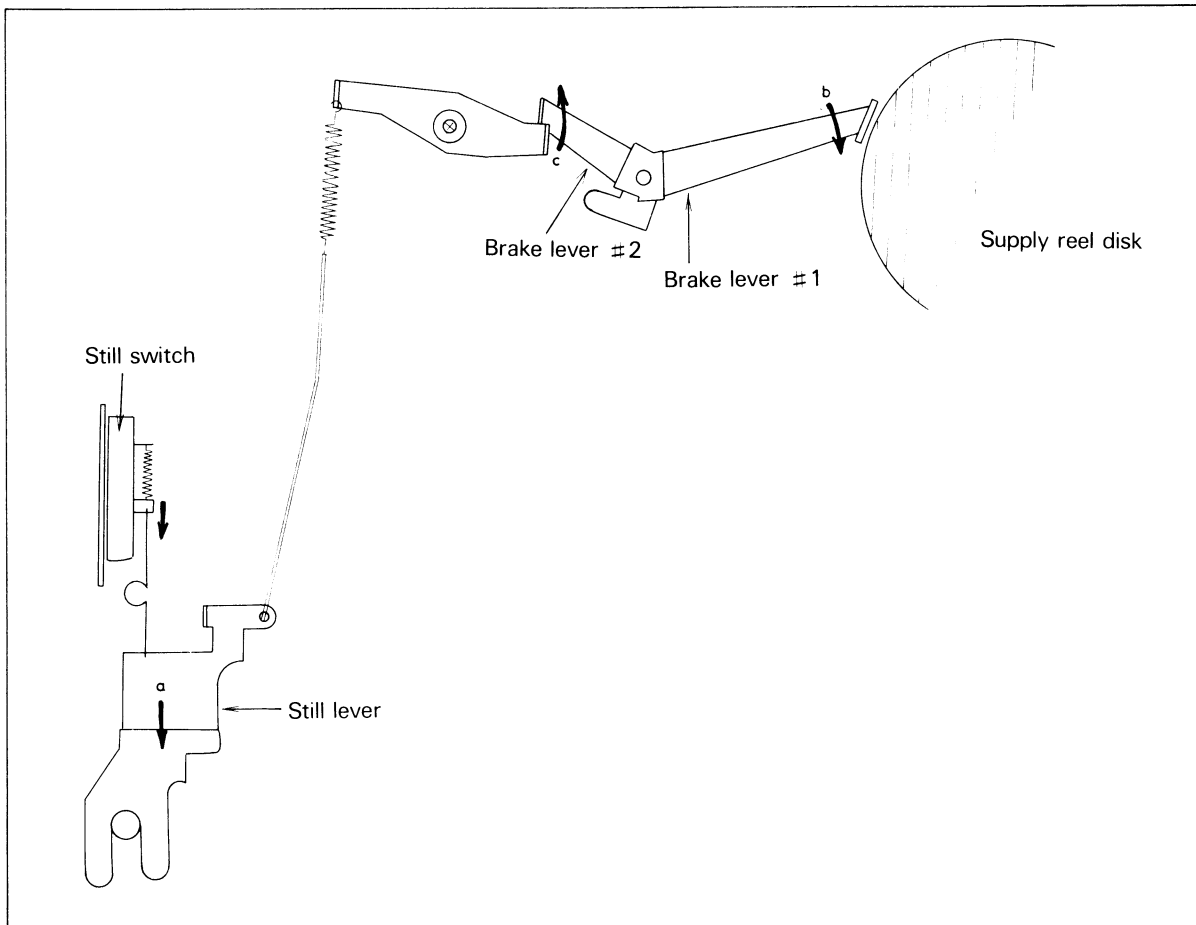 b
c
Supply reel disk
Brake lever #2
Brake lever #1
Still switch
a
Still lever